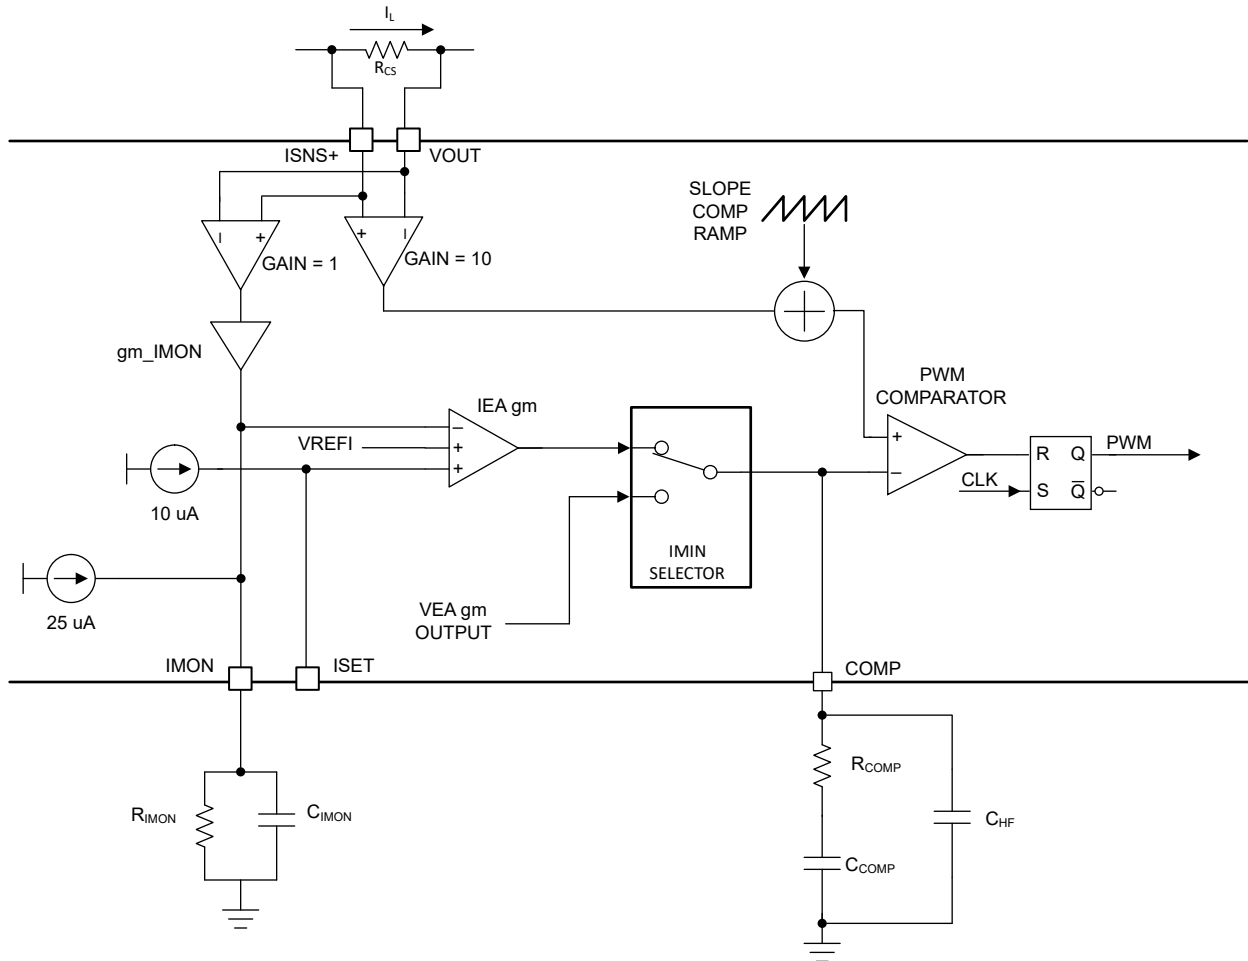 IL
RCS
ISNS+
VOUT
SLOPE
COMP
RAMP
+
+
GAIN = 1
+
GAIN = 10
gm_IMON
PWM
COMPARATOR
IEA gm
VREFI
−
+
+
+
−
R
Q
PWM
CLK
S
Q
10 uA
IMIN
SELECTOR
25 uA
VEA gm
OUTPUT
IMON
ISET
COMP
RIMON
CIMON
RCOMP
CHF
CCOMP